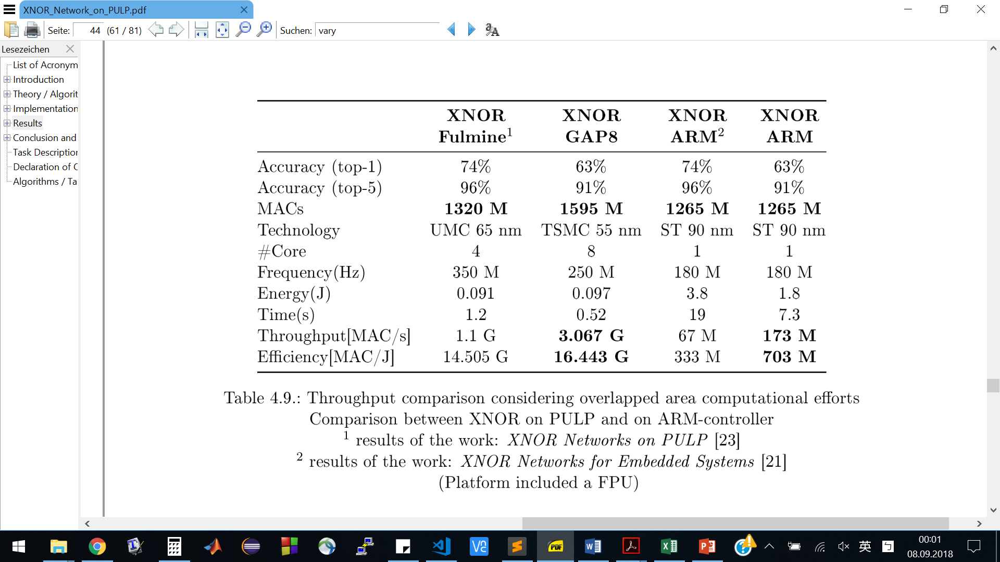 XNOR_Network_on_PULP.pdf
Seite: 44 (61 / 81) Suchen: vary
Lesezeichen
List of Acronym
Introduction
Theory / Algorit
Implementation
Results
Conclusion and
Task Description
Declaration of C
Algorithms / Ta
XNOR Fulmine¹ XNOR GAP8 XNOR ARM² XNOR ARM
Accuracy (top-1) 74% 63% 74% 63%
Accuracy (top-5) 96% 91% 96% 91%
MACs 1320 M 1595 M 1265 M 1265 M
Technology UMC 65 nm TSMC 55 nm ST 90 nm ST 90 nm
#Core 4 8 1 1
Frequency(Hz) 350 M 250 M 180 M 180 M
Energy(J) 0.091 0.097 3.8 1.8
Time(s) 1.2 0.52 19 7.3
Throughput[MAC/s] 1.1 G 3.067 G 67 M 173 M
Efficiency[MAC/J] 14.505 G 16.443 G 333 M 703 M
Table 4.9.: Throughput comparison considering overlapped area computational efforts
Comparison between XNOR on PULP and on ARM-controller
¹ results of the work: XNOR Networks on PULP [23]
² results of the work: XNOR Networks for Embedded Systems [21]
(Platform included a FPU)
英
00:01
08.09.2018